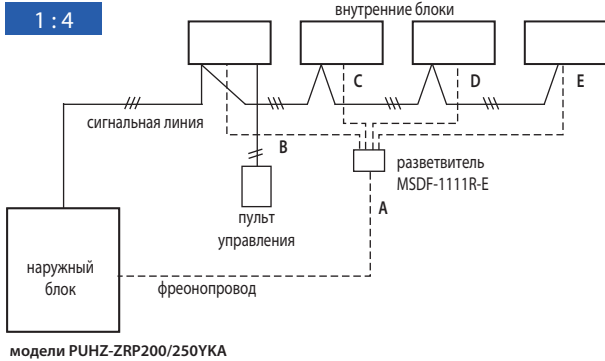 1 : 4
внутренние блоки
C
D
E
сигнальная линия
B
разветвитель
MSDF-1111R-E
A
пульт
управления
наружный
блок
фреонопровод
модели PUHZ-ZRP200/250YKA